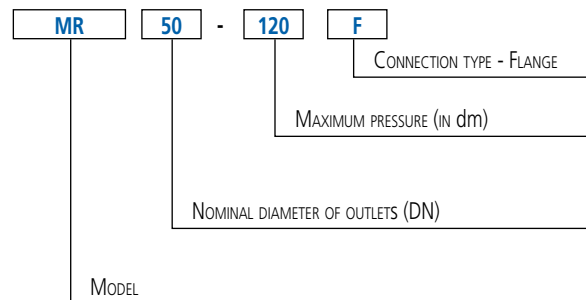 MR 50 - 120 F
Connection type - Flange
Maximum pressure (in dm)
Nominal diameter of outlets (DN)
Model